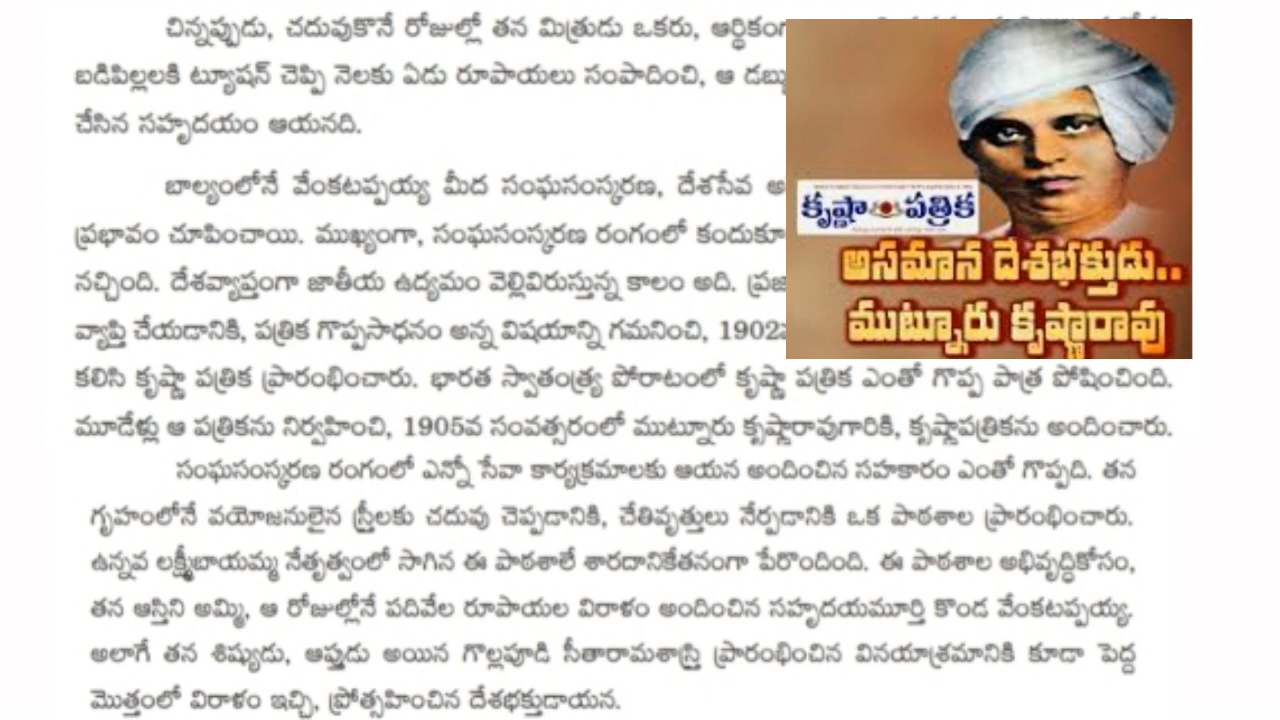 చిన్నప్పుడు, చదువుకొనే రోజుల్లో తన మిత్రుడు ఒకరు,
బడిపిల్లలకి ట్యూషన్ చెప్పి నెలకు ఏడు రూపాయలు సంపాదించి, ఆ
చేసిన సహృదయం ఆయనది.
బాల్యంలోనే వేంకటప్పయ్య మీద సంఘసంస్కరణ, దేశసేవ
ప్రభావం చూపించాయి. ముఖ్యంగా, సంఘసంస్కరణ రంగంలో
నచ్చింది. దేశవ్యాప్తంగా జాతీయ ఉద్యమం వెల్లివిరుస్తున్న కాలం అది.
వ్యాప్తి చేయడానికి, పత్రిక గొప్పసాధనం అన్న విషయాన్ని గమనించి, 1902
కలిసి కృష్ణా పత్రిక ప్రారంభించారు. భారత స్వాతంత్ర్య పోరాటంలో కృష్ణా పత్రిక ఎంతో గొప్ప పాత్ర పోషించింది.
మూడేళ్లు ఆ పత్రికను నిర్వహించి, 1905వ సంవత్సరంలో ముట్నూరు కృష్ణారావుగారికి, కృష్ణాపత్రికను అందించారు.
సంఘసంస్కరణ రంగంలో ఎన్నో సేవా కార్యక్రమాలకు ఆయన అందించిన సహకారం ఎంతో గొప్పది. తన
గృహంలోనే వయోజనులైన స్త్రీలకు చదువు చెప్పడానికి, చేతివృత్తులు నేర్పడానికి ఒక పాఠశాల ప్రారంభించారు.
ఉన్నవ లక్ష్మీబాయమ్మ నేతృత్వంలో సాగిన ఈ పాఠశాలే శారదానికేతనంగా పేరొందింది. ఈ పాఠశాల అభివృద్ధికోసం,
తన ఆస్తిని అమ్మి, ఆ రోజుల్లోనే పదివేల రూపాయల విరాళం అందించిన సహృదయమూర్తి కొండ వేంకటప్పయ్య.
అలాగే తన శిష్యుడు, ఆప్తుడు అయిన గొల్లపూడి సీతారామశాస్త్రి ప్రారంభించిన వినయాశ్రమానికి కూడా పెద్ద
మొత్తంలో విరాళం ఇచ్చి, ప్రోత్సహించిన దేశభక్తుడాయన.
కృష్ణా పత్రిక
అసమాన దేశభక్తుడు..
ముట్నూరు కృష్ణారావు